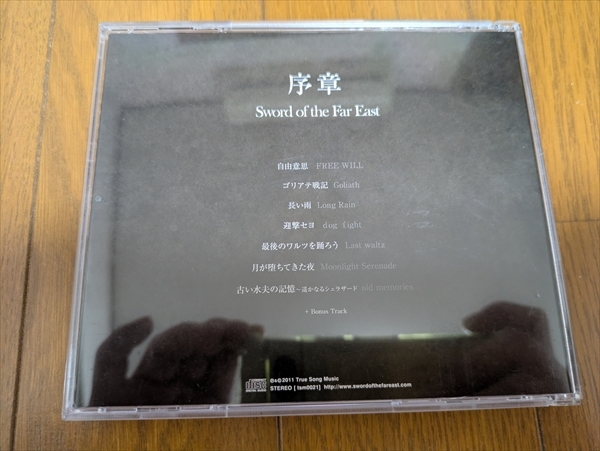 序章
Sword of the Far East
自由意思 FREE WILL
ゴリアテ戦記 Goliath
長い雨 Long Rain
迎撃セヨ dog fight
最後のワルツを踊ろう Last waltz
月が堕ちてきた夜 Moonlight Serenade
古い水夫の記憶～遥かなるシェラザード old memories
+ Bonus Track
℗&©2011 True Song Music
STEREO [ tsm0021] http://www.swordofthefareast.com